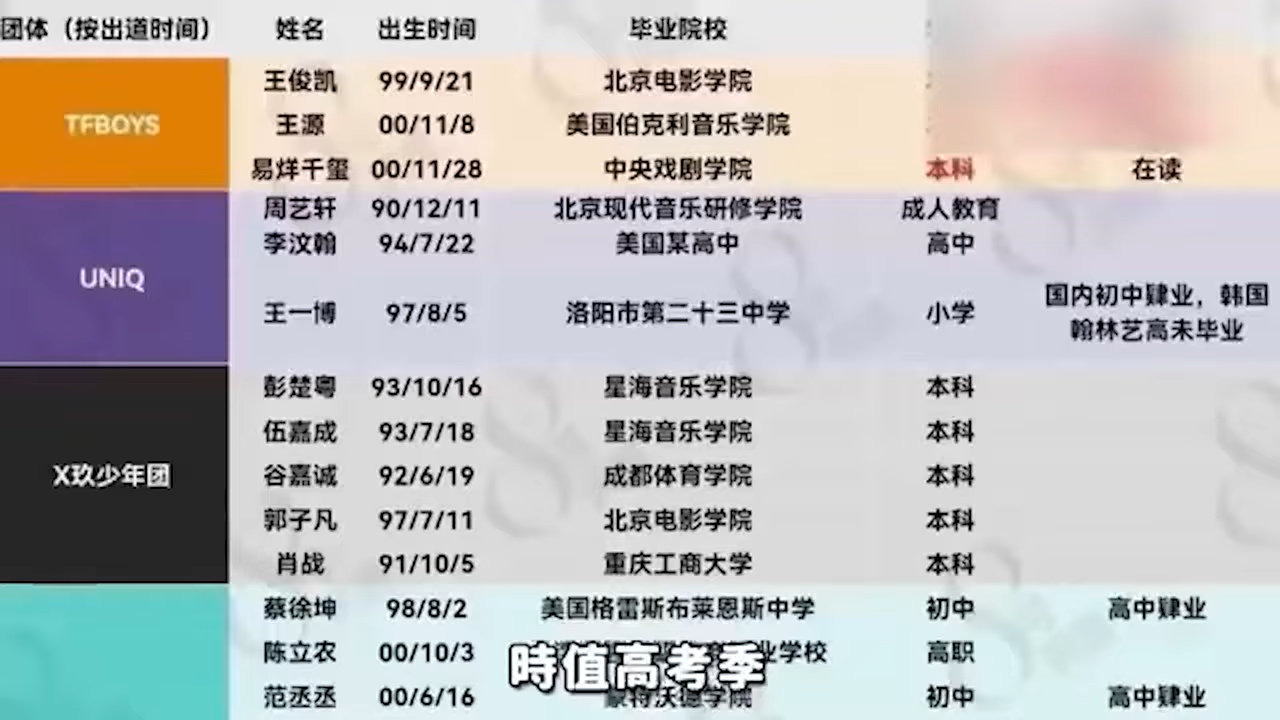 团体（按出道时间） 姓名 出生时间 毕业院校
TFBOYS
王俊凯 99/9/21 北京电影学院
王源 00/11/8 美国伯克利音乐学院
易烊千玺 00/11/28 中央戏剧学院 本科 在读
UNIQ
周艺轩 90/12/11 北京现代音乐研修学院 成人教育
李汶翰 94/7/22 美国某高中 高中
王一博 97/8/5 洛阳市第二十三中学 小学 国内初中肄业，韩国
翰林艺高未毕业
X玖少年团
彭楚粤 93/10/16 星海音乐学院 本科
伍嘉成 93/7/18 星海音乐学院 本科
谷嘉诚 92/6/19 成都体育学院 本科
郭子凡 97/7/11 北京电影学院 本科
肖战 91/10/5 重庆工商大学 本科
蔡徐坤 98/8/2 美国格雷斯布莱恩斯中学 初中 高中肄业
陈立农 00/10/3 业学校 高职
時值高考季
范丞丞 00/6/16 蒙特沃德学院 初中 高中肄业